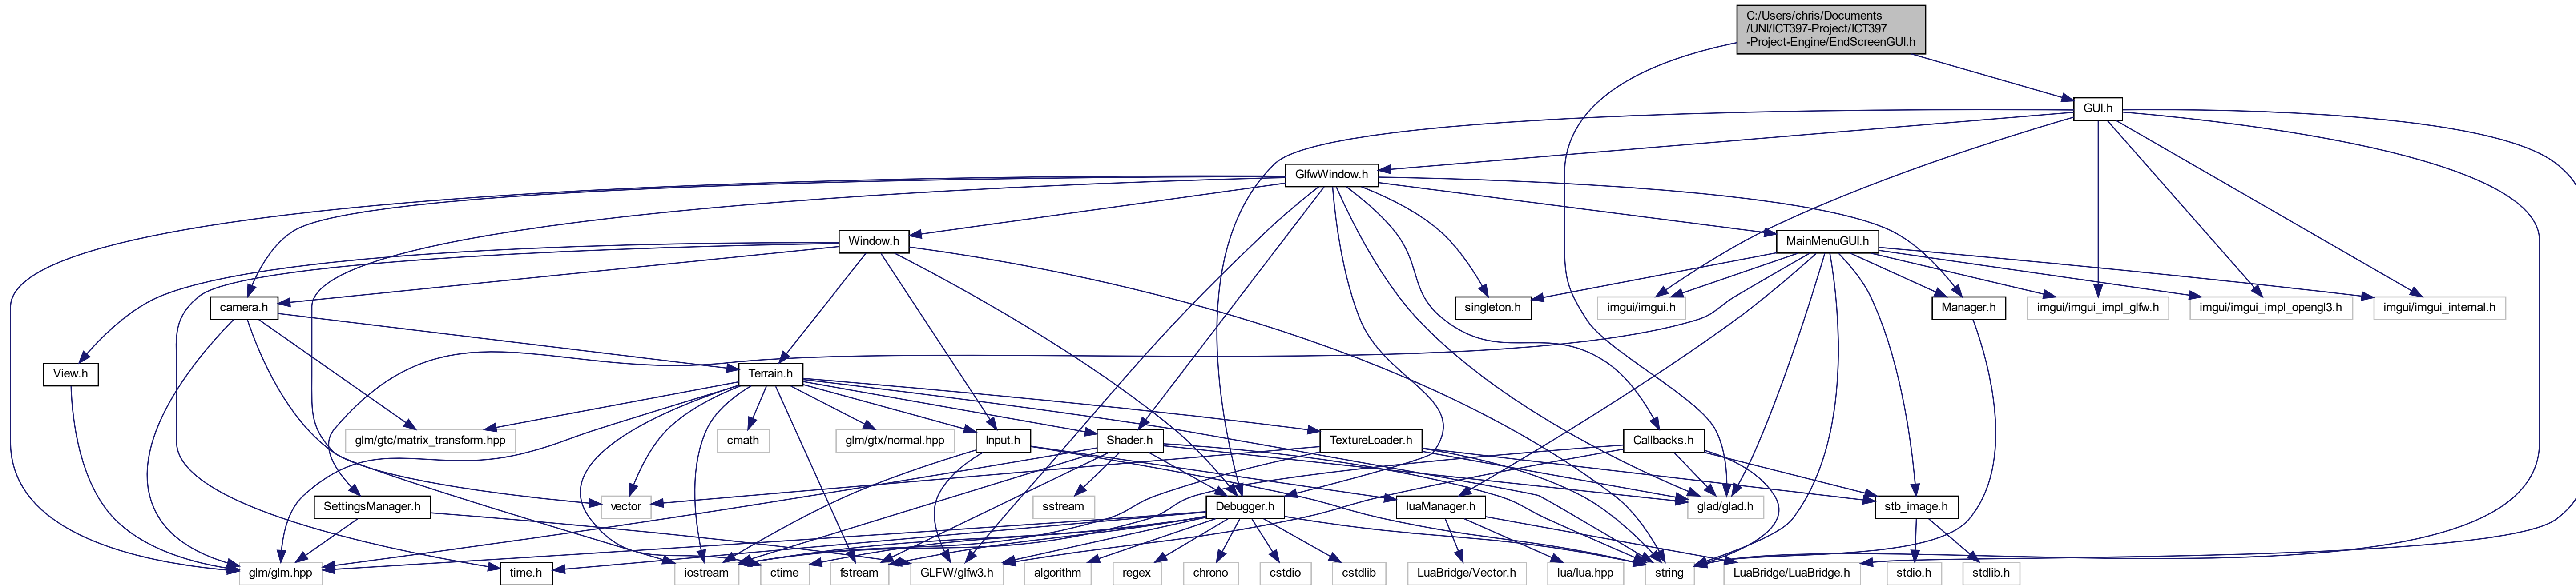 C:/Users/chris/Documents
/UNI/ICT397-Project/ICT397
-Project-Engine/EndScreenGUI.h
GUI.h
GlfwWindow.h
Window.h
MainMenuGUI.h
camera.h
singleton.h
imgui/imgui.h
Manager.h
imgui/imgui_impl_glfw.h
imgui/imgui_impl_opengl3.h
imgui/imgui_internal.h
View.h
Terrain.h
glm/gtc/matrix_transform.hpp
cmath
glm/gtx/normal.hpp
Input.h
Shader.h
TextureLoader.h
Callbacks.h
SettingsManager.h
vector
sstream
Debugger.h
luaManager.h
glad/glad.h
stb_image.h
glm/glm.hpp
time.h
iostream
ctime
fstream
GLFW/glfw3.h
algorithm
regex
chrono
cstdio
cstdlib
LuaBridge/Vector.h
lua/lua.hpp
string
LuaBridge/LuaBridge.h
stdio.h
stdlib.h